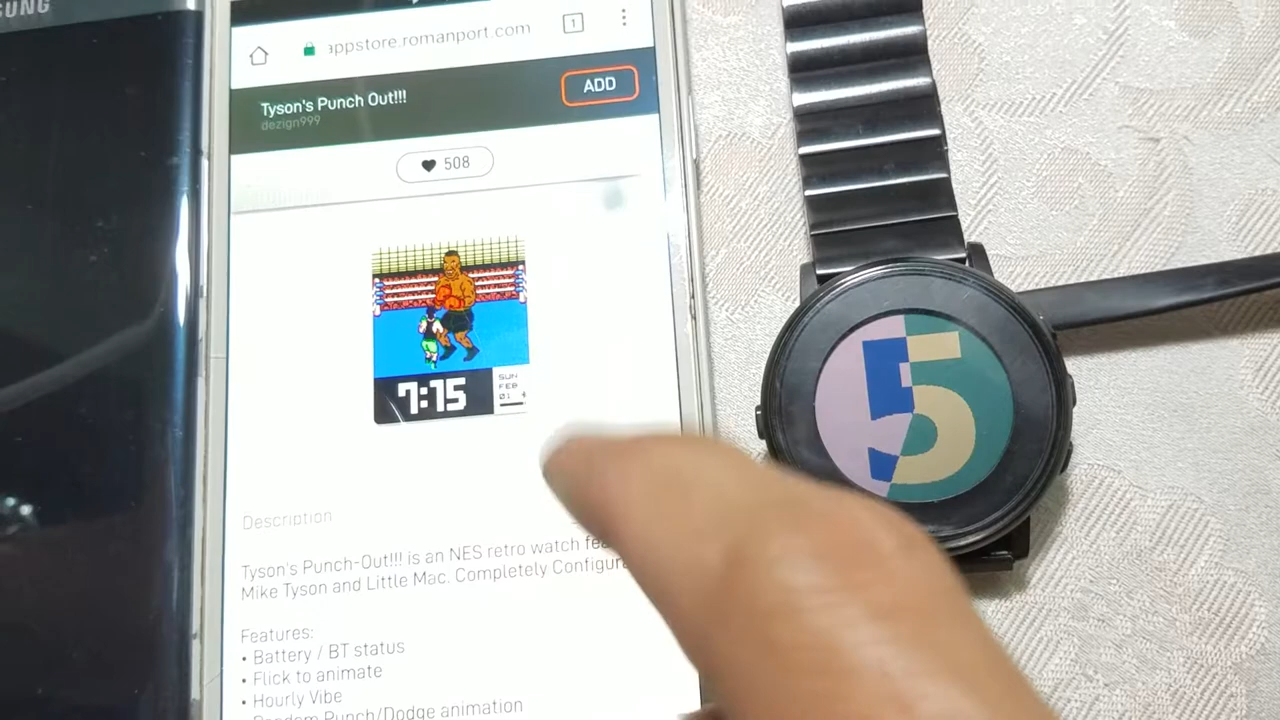 SUNG
appstore.romanport.com
1
Tyson's Punch Out!!!
dezign999
ADD
508
7:15
SUN
FEB
01
5
Description
Tyson's Punch-Out!!! is an NES retro watch
Mike Tyson and Little Mac. Completely
Features:
• Battery / BT status
• Flick to animate
• Hourly Vibe
• Random Punch/Dodge animation